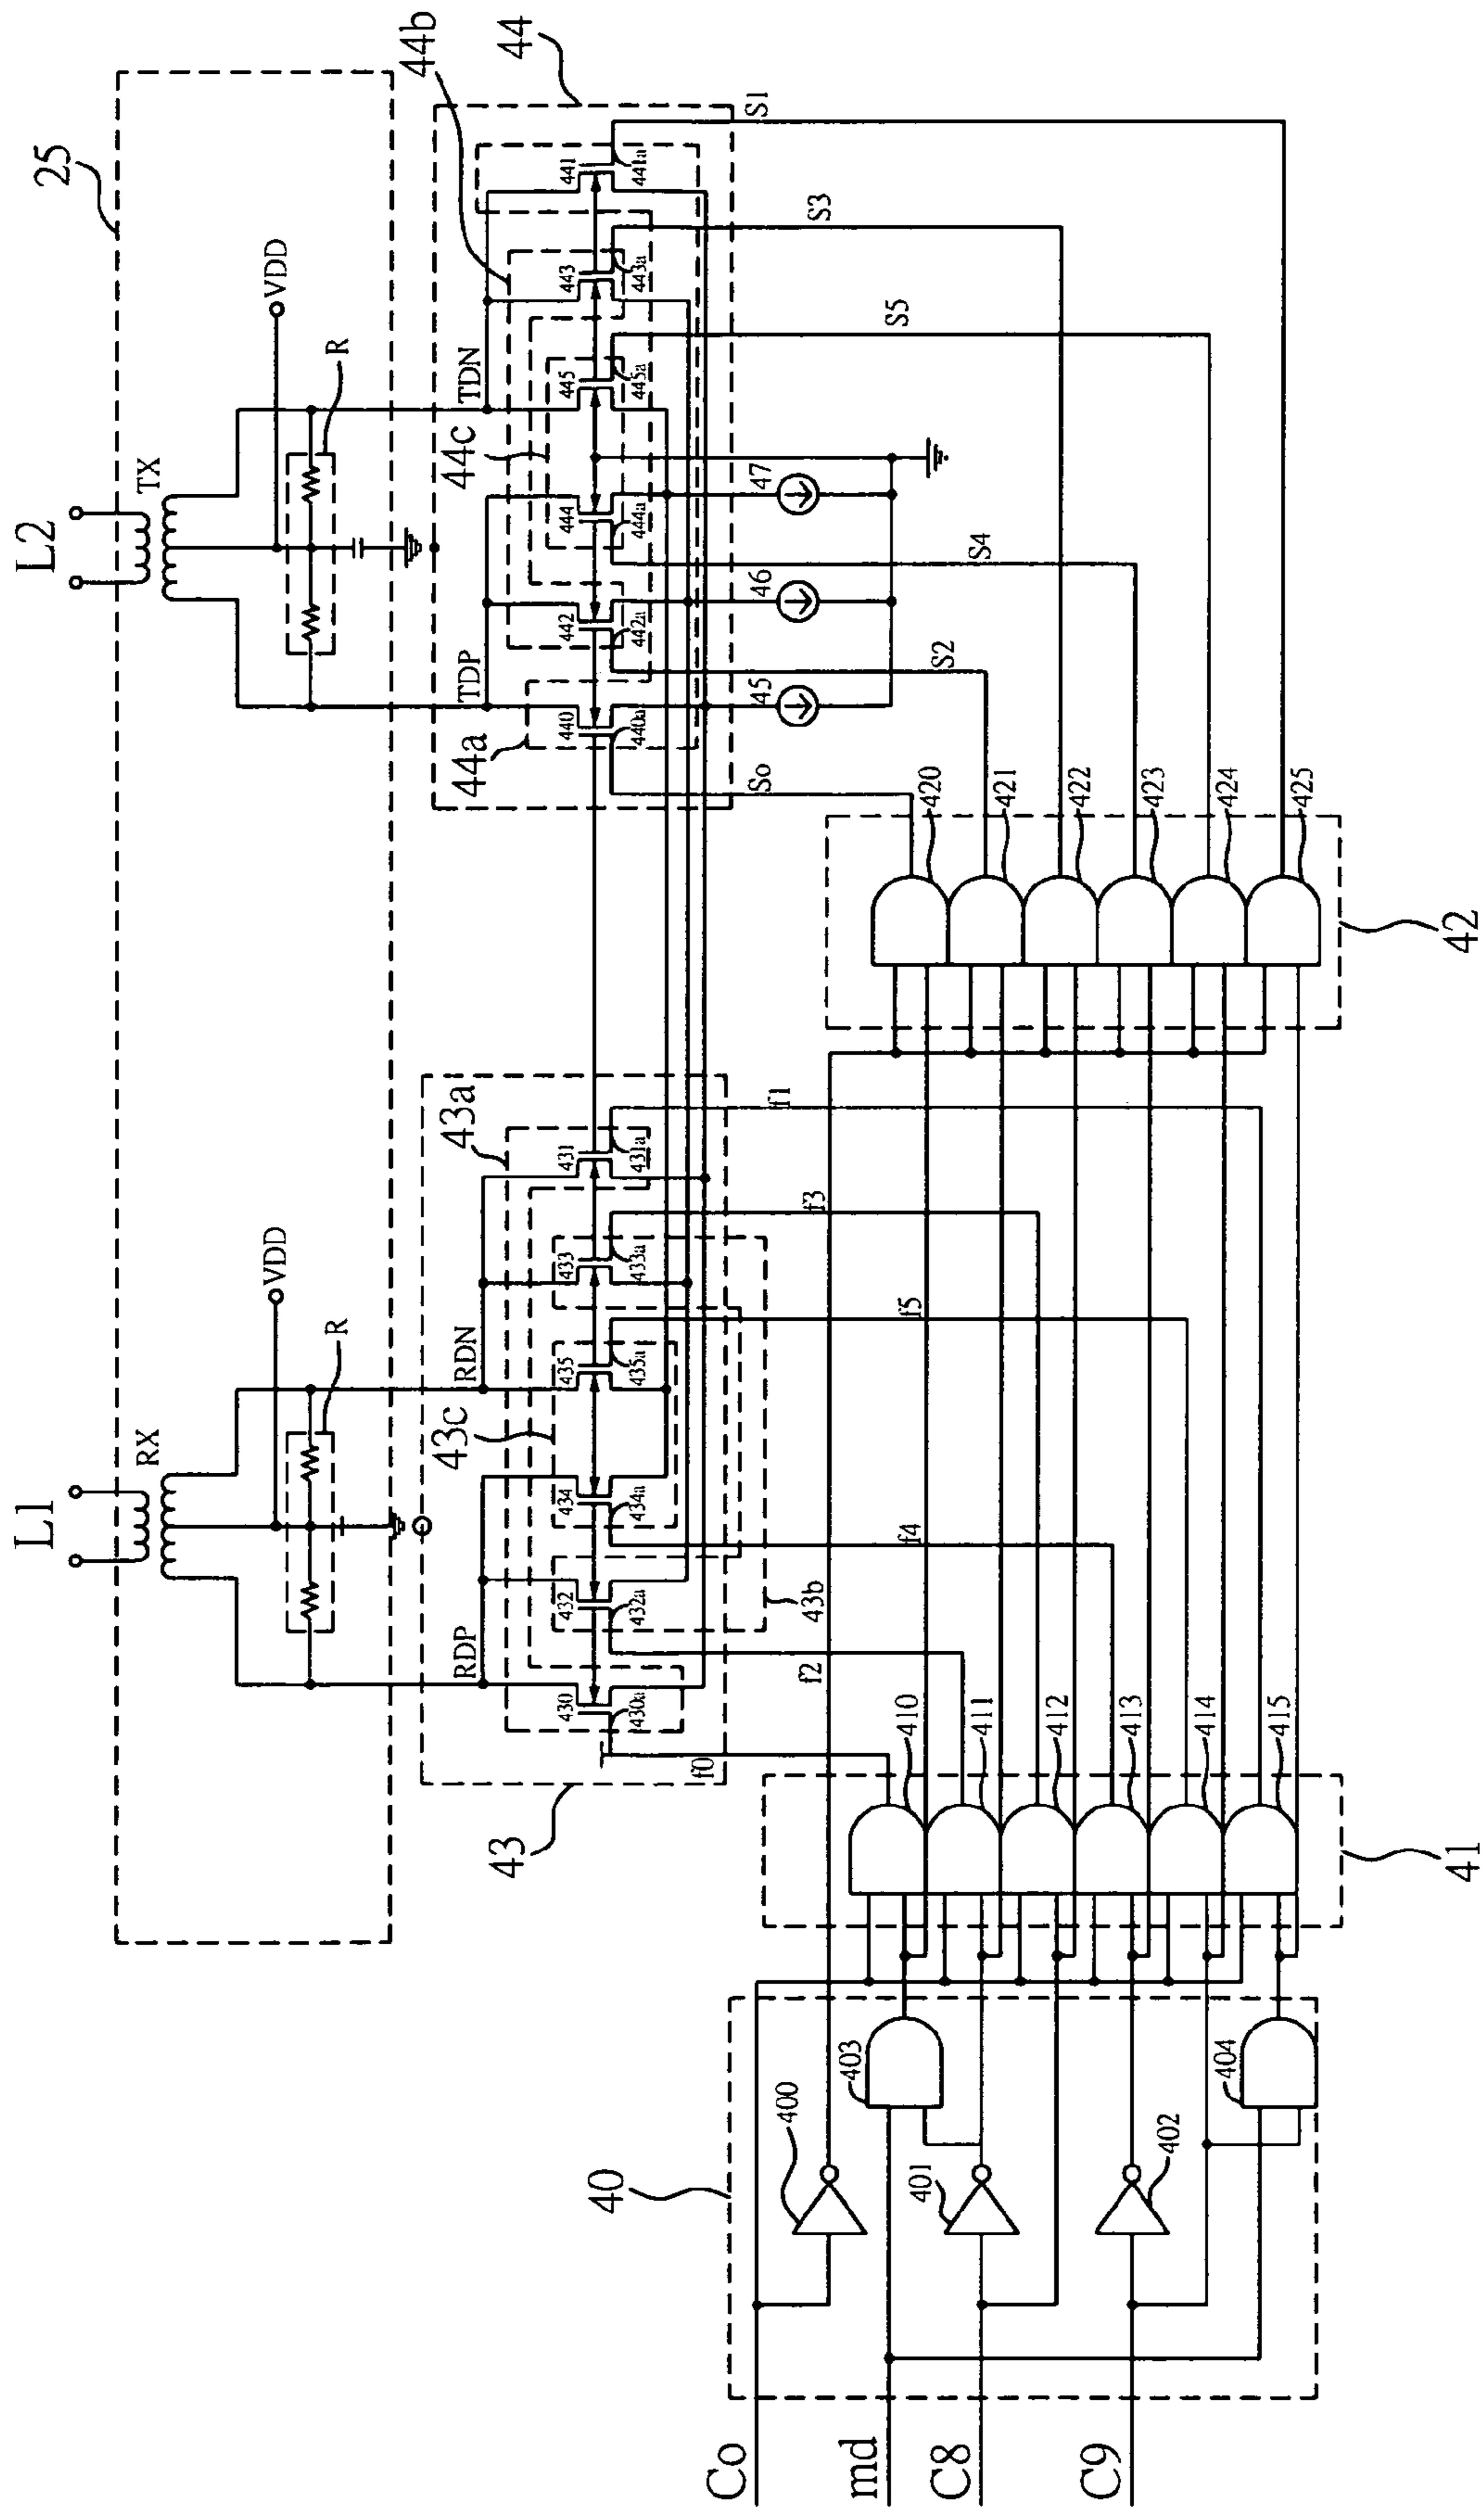 L1
L2
25
RX
TX
VDD
VDD
R
R
RDP
RDN
TDP
TDN
43
43a
43c
43b
44a
44c
44b
44
430
432
434
435
433
431
430a
432a
434a
435a
433a
431a
440
442
444
445
443
441
440a
442a
444a
445a
443a
441a
f0
f2
f4
f5
f3
f1
So
S2
S4
S5
S3
S1
45
46
47
40
400
403
401
402
404
410
411
412
413
414
415
41
420
421
422
423
424
425
42
Co
md
C8
C9